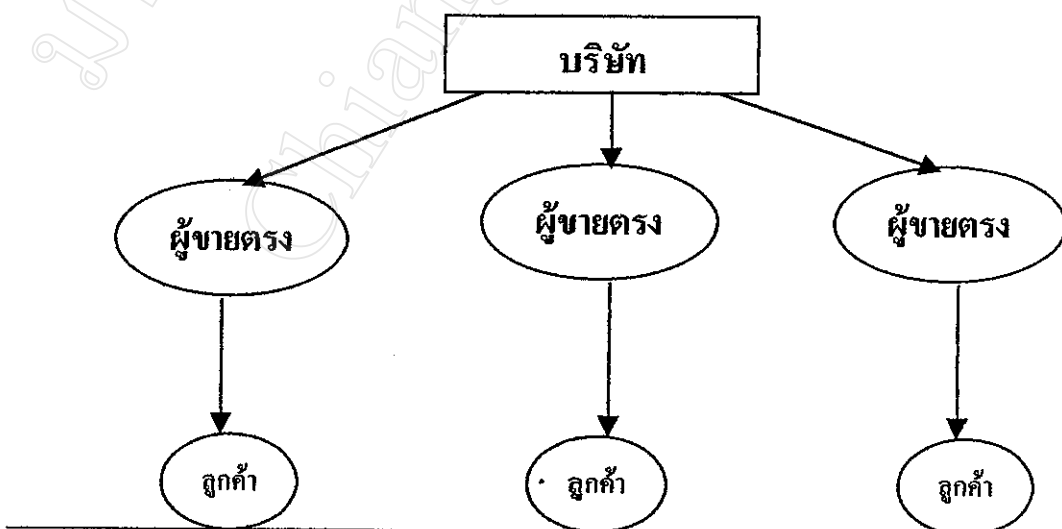 บริษัท
ผู้ขายตรง
ผู้ขายตรง
ผู้ขายตรง
ลูกค้า
ลูกค้า
ลูกค้า
Chiang